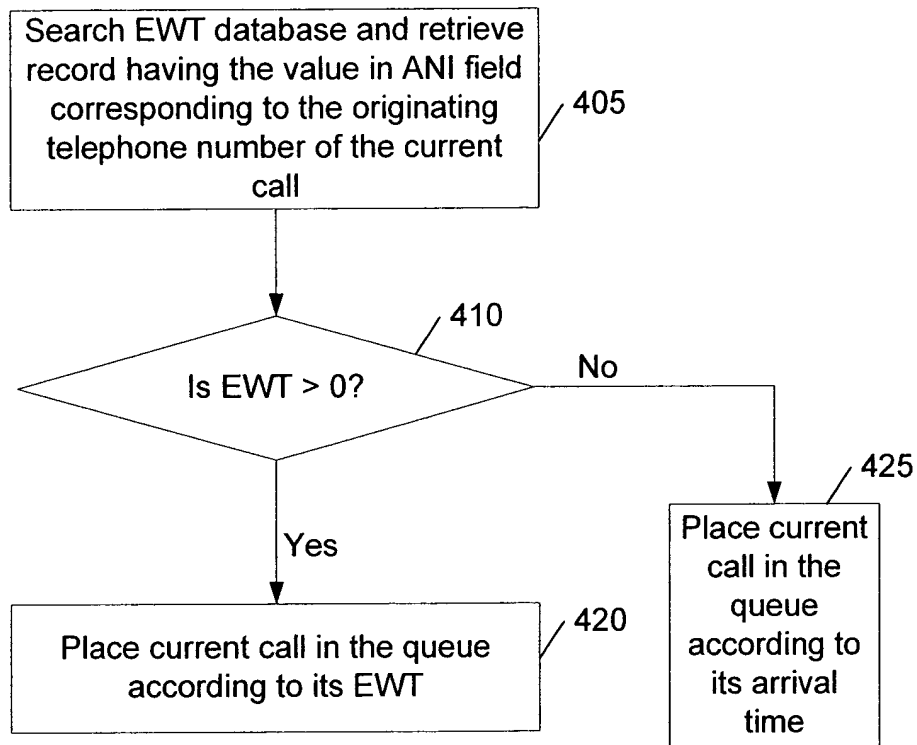 Search EWT database and retrieve
record having the value in ANI field
corresponding to the originating
telephone number of the current
call
405
410
Is EWT > 0?
No
Yes
425
Place current
call in the
queue
according to
its arrival
time
420
Place current call in the queue
according to its EWT